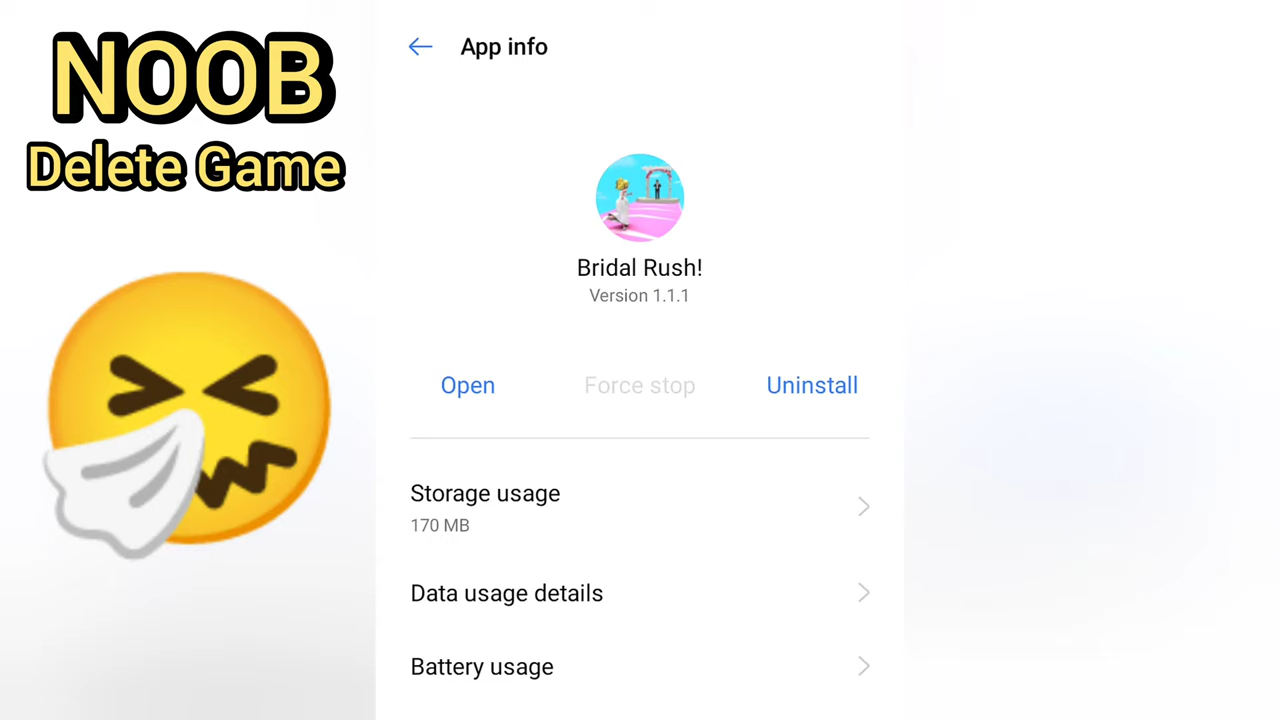 NOOB
Delete Game
App info
Bridal Rush!
Version 1.1.1
Open Force stop Uninstall
Storage usage
170 MB
Data usage details
Battery usage